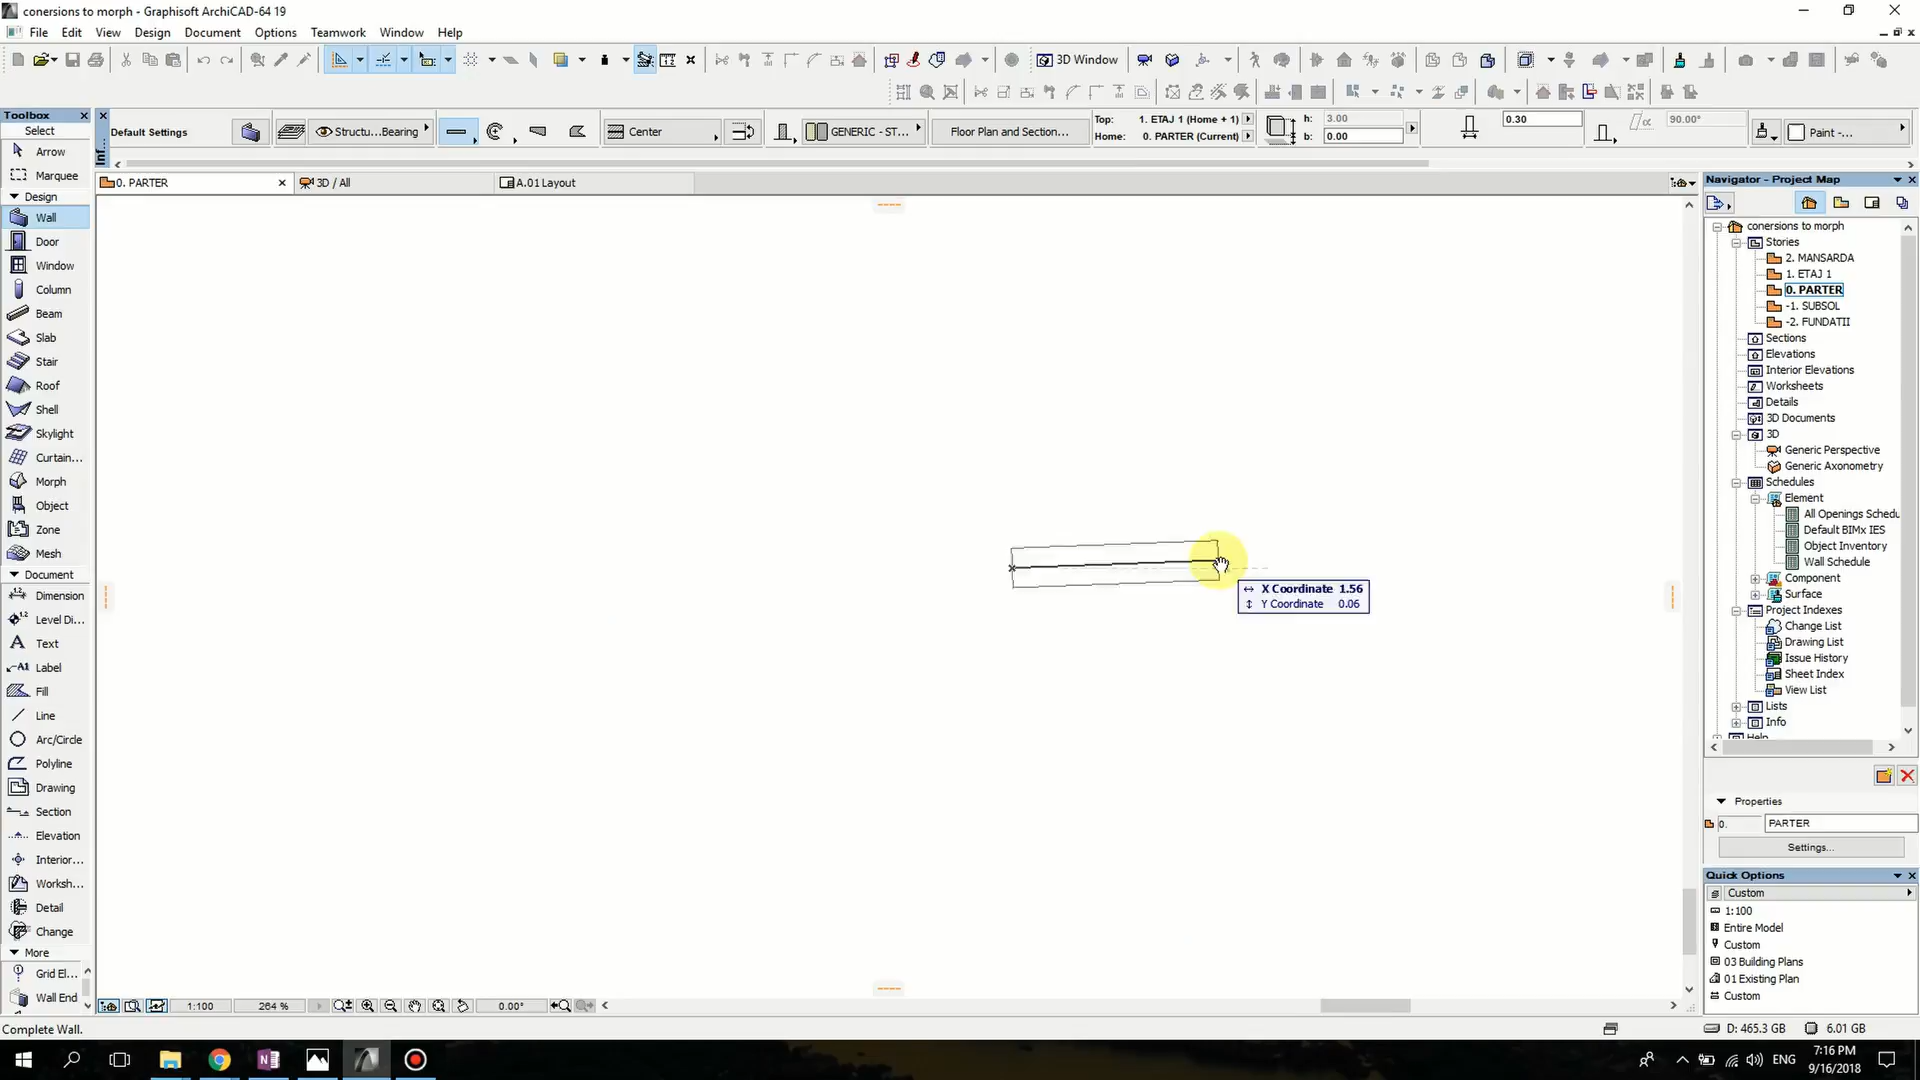 conersions to morph - Graphisoft ArchiCAD-64 19
File Edit View Design Document Options Teamwork Window Help
3D Window
Toolbox
Select
Arrow
Marquee
Design
Wall
Door
Window
Column
Beam
Slab
Stair
Roof
Shell
Skylight
Curtain...
Morph
Object
Zone
Mesh
Document
Dimension
Level Di...
Text
Label
Fill
Line
Arc/Circle
Polyline
Drawing
Section
Elevation
Interior...
Worksh...
Detail
Change
More
Grid El...
Wall End
Default Settings
Structu...Bearing
Center
GENERIC - ST...
Floor Plan and Section...
Top: 1. ETAJ 1 (Home + 1)
Home: 0. PARTER (Current)
h: 3.00
b: 0.00
0.30
90.00°
Paint -...
0. PARTER
3D / All
A.01 Layout
X Coordinate 1.56
Y Coordinate 0.06
Navigator - Project Map
conersions to morph
Stories
2. MANSARDA
1. ETAJ 1
0. PARTER
-1. SUBSOL
-2. FUNDATII
Sections
Elevations
Interior Elevations
Worksheets
Details
3D Documents
3D
Generic Perspective
Generic Axonometry
Schedules
Element
All Openings Schedu
Default BIMx IES
Object Inventory
Wall Schedule
Component
Surface
Project Indexes
Change List
Drawing List
Issue History
Sheet Index
View List
Lists
Info
Help
Properties
0. PARTER
Settings...
Quick Options
Custom
1:100
Entire Model
Custom
03 Building Plans
01 Existing Plan
Custom
1:100 264 % 0.00°
Complete Wall.
D: 465.3 GB 6.01 GB
ENG
7:16 PM
9/16/2018